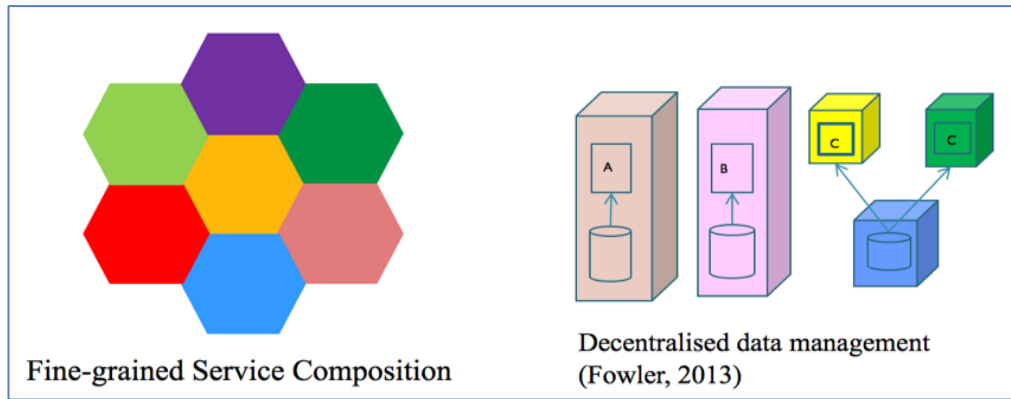 A
B
C
C
Fine-grained Service Composition
Decentralised data management
(Fowler, 2013)